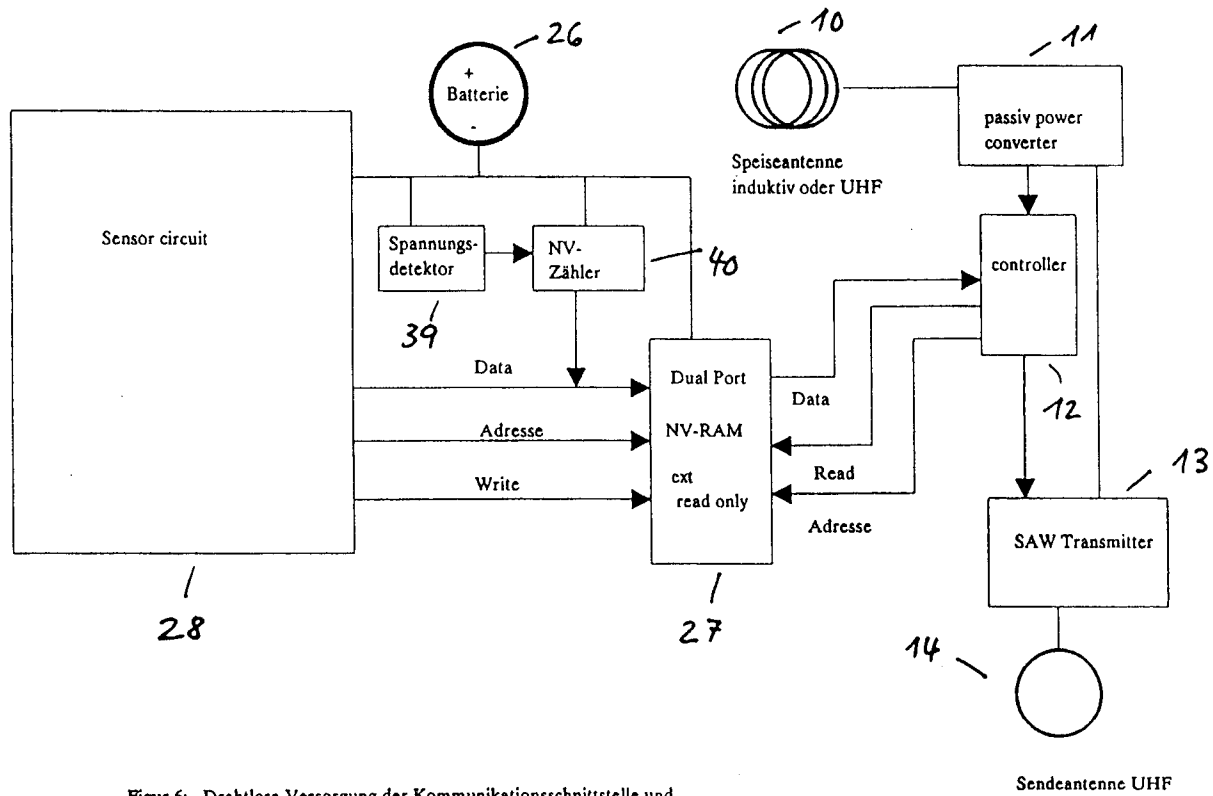 26
10
11
+
Batterie
-
passiv power
converter
Speiseantenne
induktiv oder UHF
Sensor circuit
Spannungs-
detektor
NV-
Zähler
40
controller
39
Data
Dual Port
Data
12
Adresse
NV-RAM
13
Write
ext
read only
Read
Adresse
SAW Transmitter
28
27
14
Sendeantenne UHF
Figur 6: Drahtlose Versorgung der Kommunikationsschnittstelle und